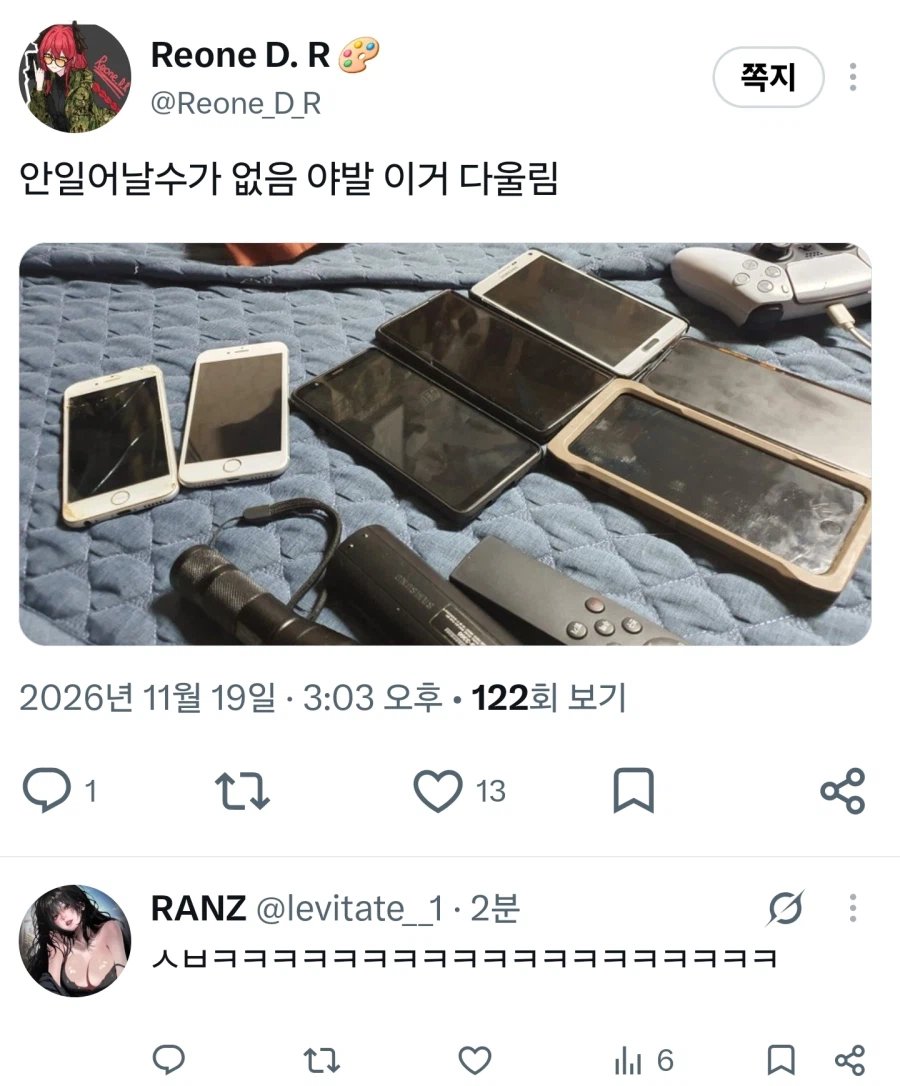 Reone D. R
@Reone_D_R
쪽지
안일어날수가 없음 야발 이거 다울림
SAMSUNG
2026년 11월 19일 · 3:03 오후 · 122회 보기
1
13
RANZ @levitate__1 · 2분
ㅅㅂㅋㅋㅋㅋㅋㅋㅋㅋㅋㅋㅋㅋㅋㅋㅋㅋㅋㅋㅋ
6